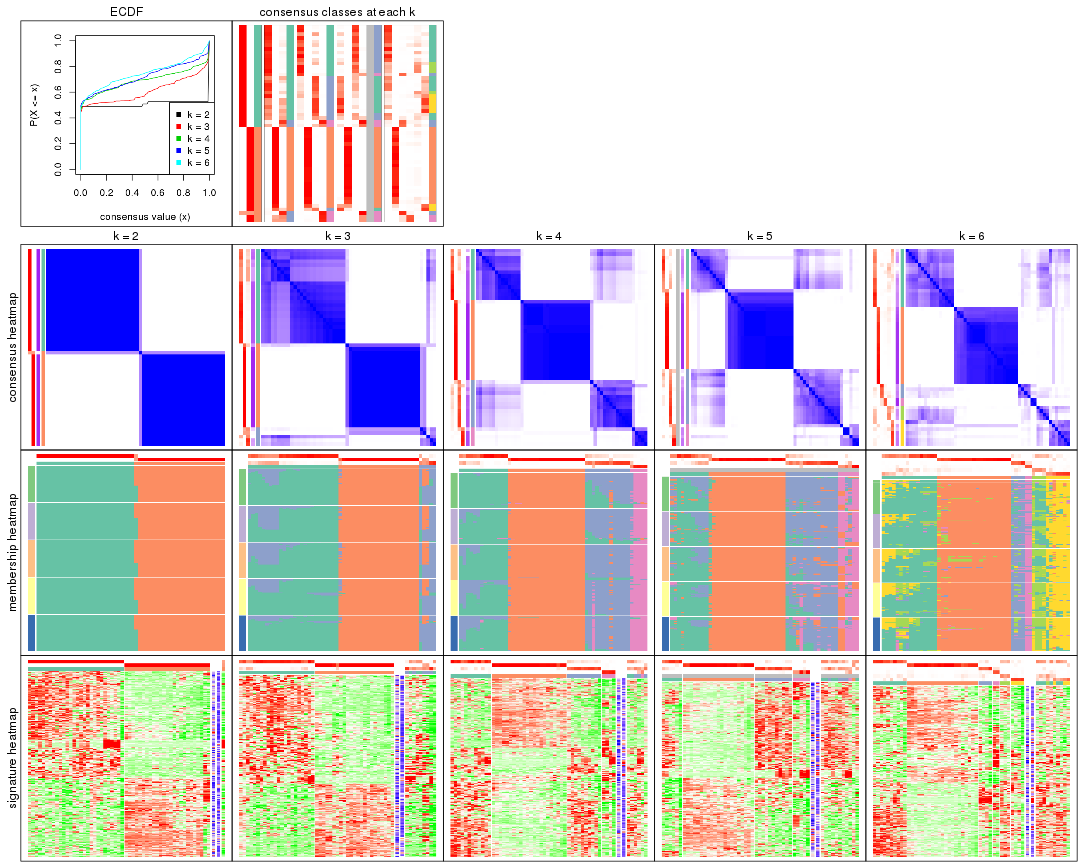 ECDF
consensus classes at each k
P(X <= x)
0.0 0.2 0.4 0.6 0.8 1.0
k = 2
k = 3
k = 4
k = 5
k = 6
0.0 0.2 0.4 0.6 0.8 1.0
consensus value (x)
k = 2 k = 3 k = 4 k = 5 k = 6
consensus heatmap
membership heatmap
signature heatmap